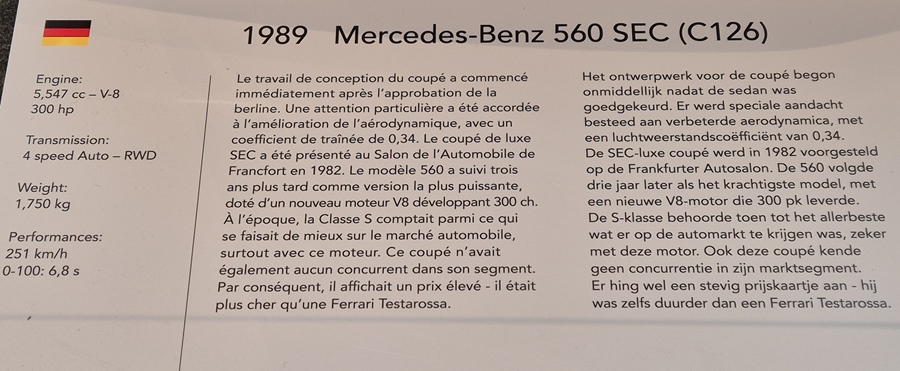 1989 Mercedes-Benz 560 SEC (C126)
Engine:
5,547 cc – V-8
300 hp
Transmission:
4 speed Auto – RWD
Weight:
1,750 kg
Performances:
251 km/h
0-100: 6,8 s
Le travail de conception du coupé a commencé
immédiatement après l'approbation de la
berline. Une attention particulière a été accordée
à l'amélioration de l'aérodynamique, avec un
coefficient de traînée de 0,34. Le coupé de luxe
SEC a été présenté au Salon de l'Automobile de
Francfort en 1982. Le modèle 560 a suivi trois
ans plus tard comme version la plus puissante,
doté d'un nouveau moteur V8 développant 300 ch.
À l'époque, la Classe S comptait parmi ce qui
se faisait de mieux sur le marché automobile,
surtout avec ce moteur. Ce coupé n'avait
également aucun concurrent dans son segment.
Par conséquent, il affichait un prix élevé - il était
plus cher qu'une Ferrari Testarossa.
Het ontwerpwerk voor de coupé begon
onmiddellijk nadat de sedan was
goedgekeurd. Er werd speciale aandacht
besteed aan verbeterde aerodynamica, met
een luchtweerstandscoëfficiënt van 0,34.
De SEC-luxe coupé werd in 1982 voorgesteld
op de Frankfurter Autosalon. De 560 volgde
drie jaar later als het krachtigste model, met
een nieuwe V8-motor die 300 pk leverde.
De S-klasse behoorde toen tot het allerbeste
wat er op de automarkt te krijgen was, zeker
met deze motor. Ook deze coupé kende
geen concurrentie in zijn marktsegment.
Er hing wel een stevig prijskaartje aan - hij
was zelfs duurder dan een Ferrari Testarossa.